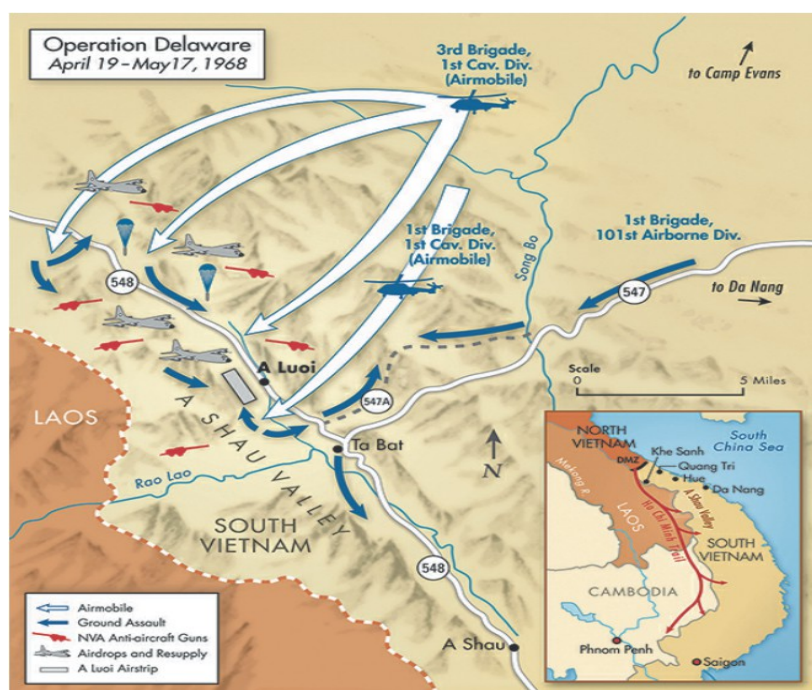 Operation Delaware
April 19–May17, 1968
3rd Brigade,
1st Cav. Div.
(Airmobile)
to Camp Evans
1st Brigade,
1st Cav. Div.
(Airmobile)
Song Bo
1st Brigade,
101st Airborne Div.
547
to Da Nang
548
A Luoi
547A
Scale
0
5 Miles
LAOS
A SHAU VALLEY
Ta Bat
N
Rao Lao
SOUTH
VIETNAM
548
A Shau
Airmobile
Ground Assault
NVA Anti-aircraft Guns
Airdrops and Resupply
A Luoi Airstrip
NORTH
VIETNAM
DMZ
Khe Sanh
Quang Tri
Hue
Da Nang
South
China Sea
Mekong R.
LAOS
Ho Chi Minh Trail
A Shau Valley
SOUTH
VIETNAM
CAMBODIA
Phnom Penh
Saigon